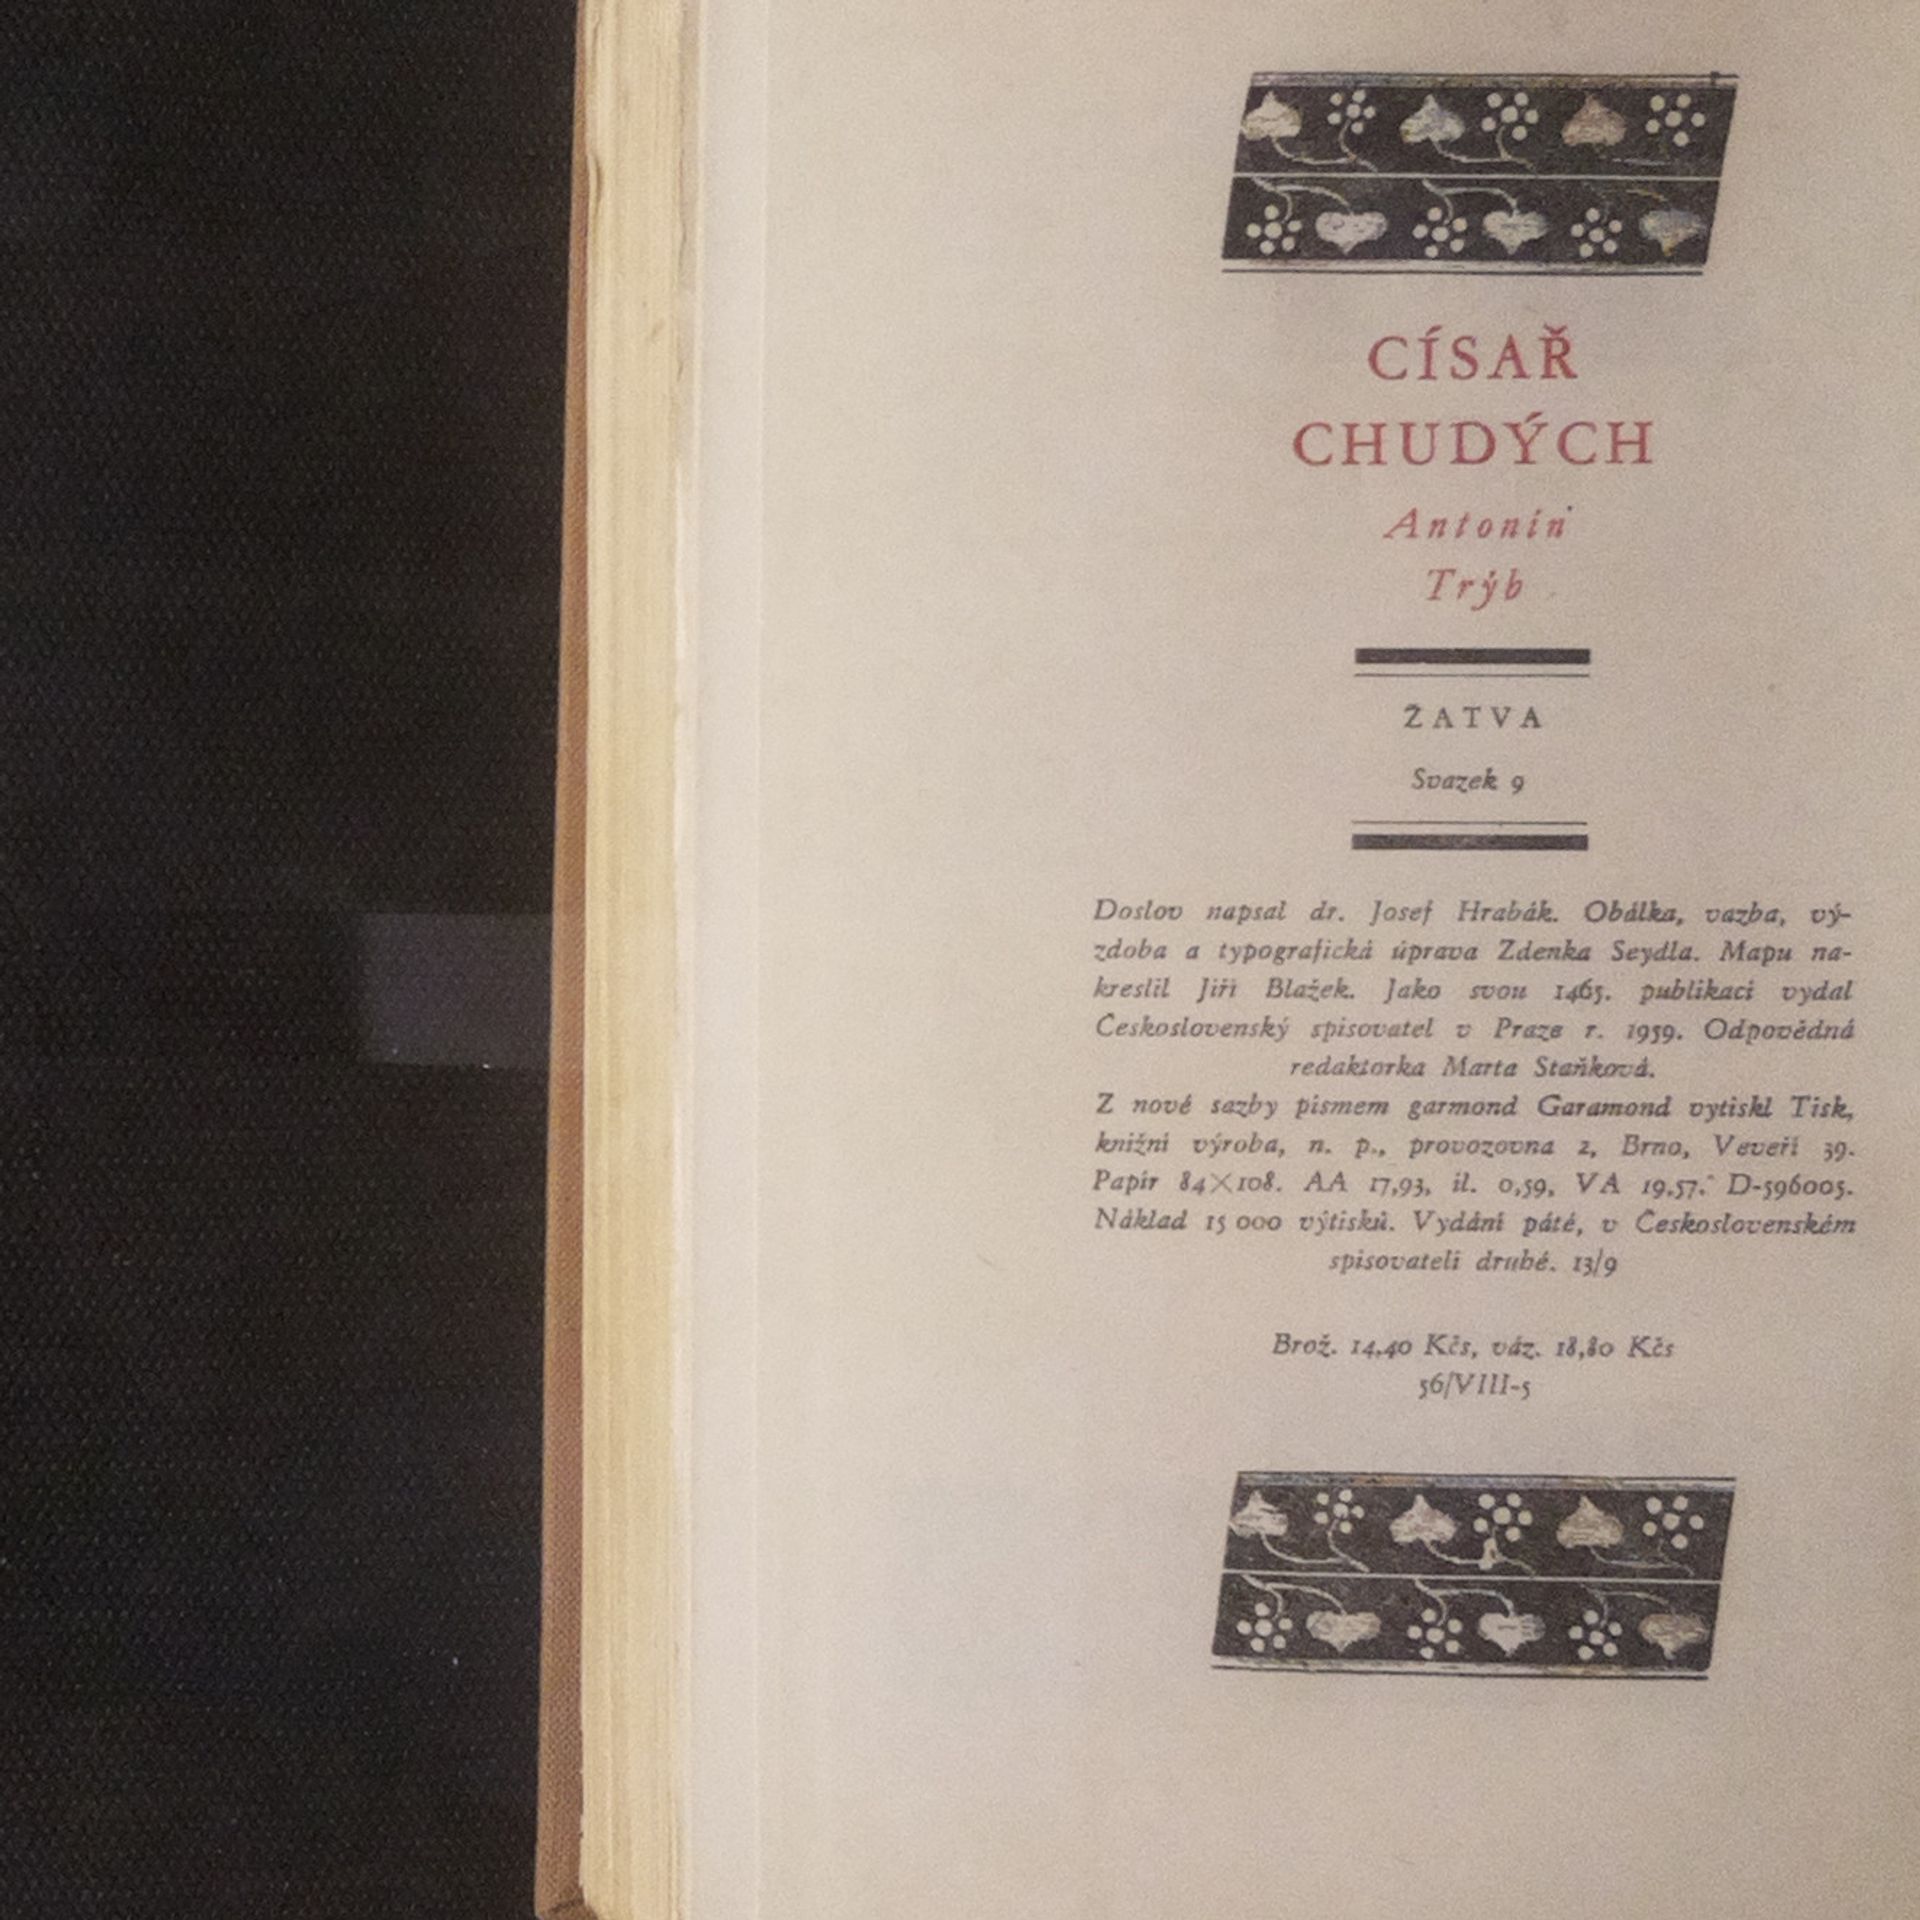 CÍSAŘ
CHUDÝCH
Antonín
Trýb
ŽATVA
Svazek 9
Doslov napsal dr. Josef Hrabák. Obálka, vazba, vý-
zdoba a typografická úprava Zdenka Seydla. Mapu na-
kreslil Jiří Blažek. Jako svou 1465. publikaci vydal
Československý spisovatel v Praze r. 1959. Odpovědná
redaktorka Marta Staňková.
Z nové sazby písmem garmond Garamond vytiskl Tisk,
knižní výroba, n. p., provozovna 2, Brno, Veveří 39.
Papír 84×108. AA 17,93, il. 0,59, VA 19,57. D-596005.
Náklad 15 000 výtisků. Vydání páté, v Československém
spisovateli druhé. 13/9
Brož. 14,40 Kčs, váz. 18,80 Kčs
56/VIII-5